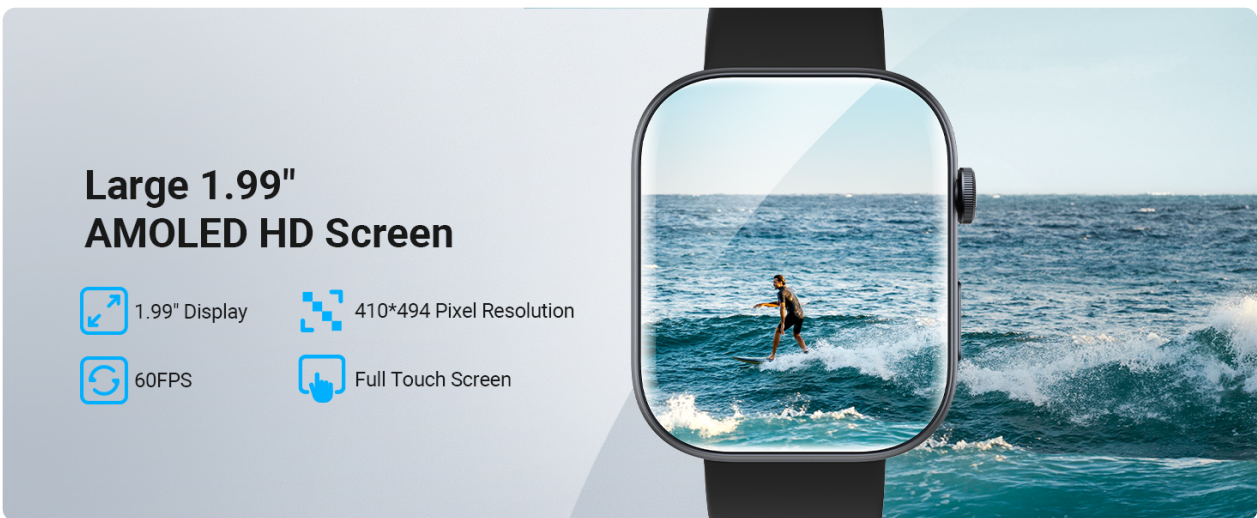 Large 1.99"
AMOLED HD Screen
1.99" Display
410*494 Pixel Resolution
60FPS
Full Touch Screen